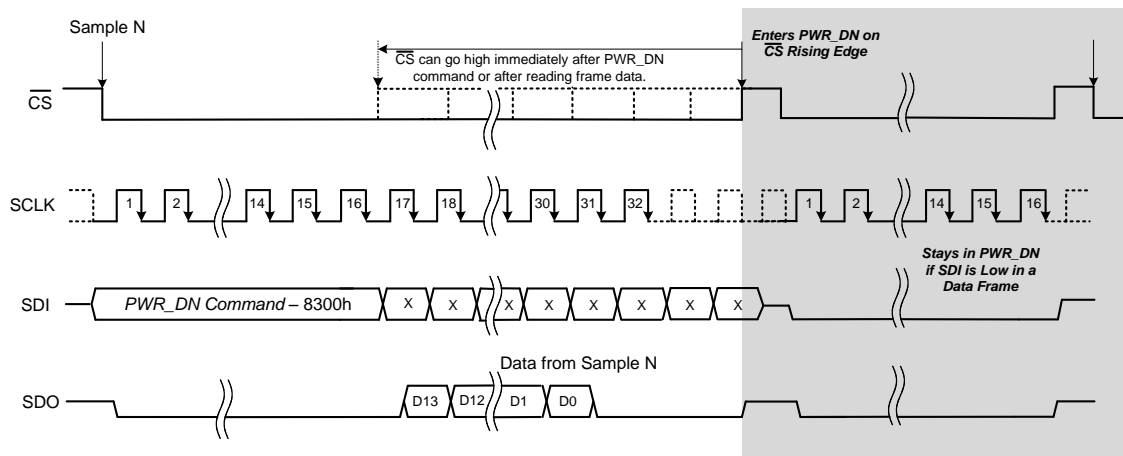 Sample N
CS can go high immediately after PWR_DN
command or after reading frame data.
Enters PWR_DN on
CS Rising Edge
CS
SCLK
1 2 14 15 16 17 18 30 31 32 1 2 14 15 16
Stays in PWR_DN
if SDI is Low in a
Data Frame
SDI
PWR_DN Command – 8300h X X X X X X X X
Data from Sample N
SDO
D13 D12 D1 D0